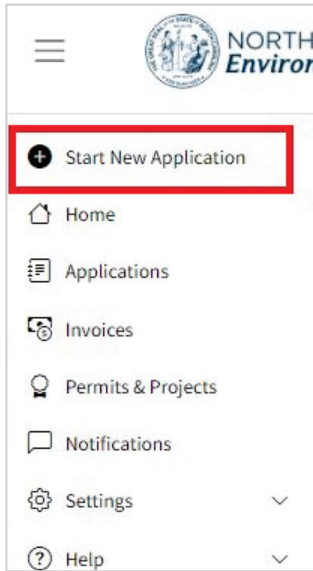 NORTH
Environ
Start New Application
Home
Applications
Invoices
Permits & Projects
Notifications
Settings
Help